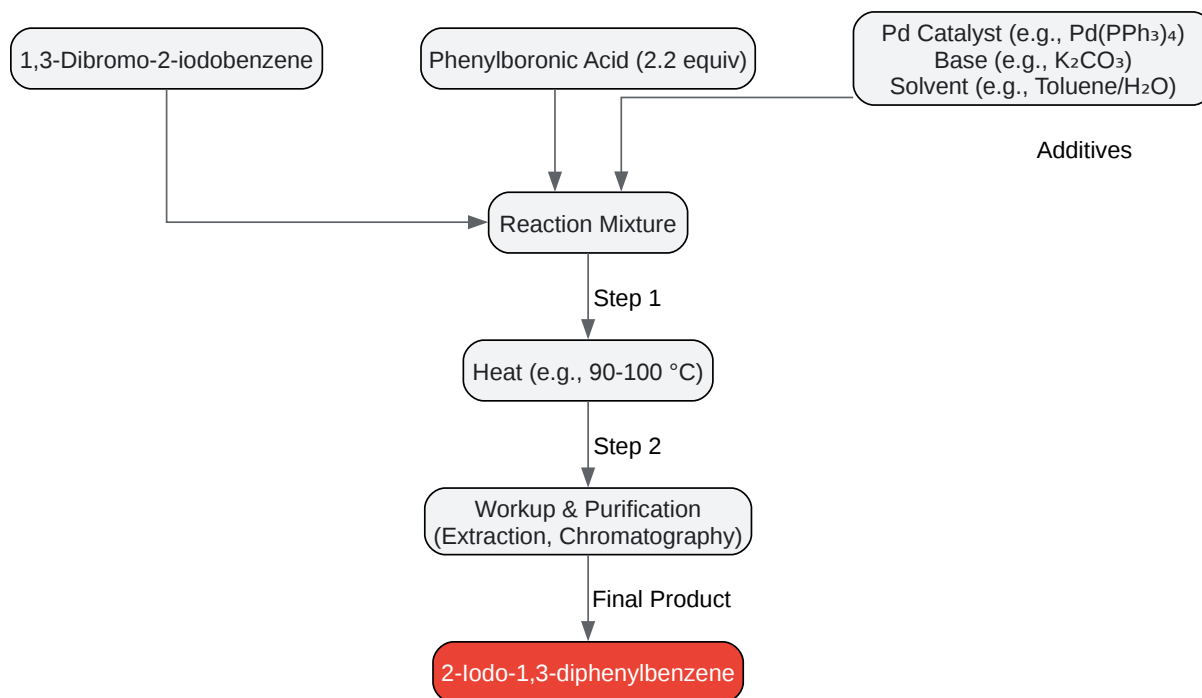 1,3-Dibromo-2-iodobenzene
Phenylboronic Acid (2.2 equiv)
Pd Catalyst (e.g., Pd(PPh₃)₄)
Base (e.g., K₂CO₃)
Solvent (e.g., Toluene/H₂O)
Additives
Reaction Mixture
Step 1
Heat (e.g., 90-100 °C)
Step 2
Workup & Purification
(Extraction, Chromatography)
Final Product
2-Iodo-1,3-diphenylbenzene